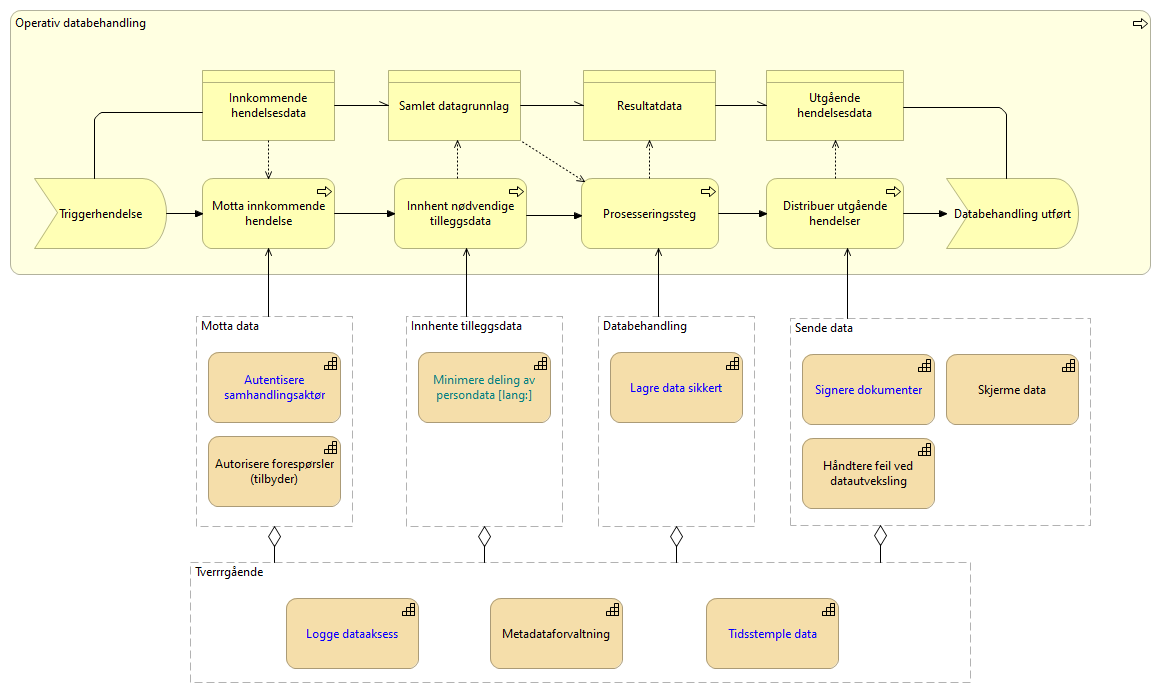 Operativ databehandling
Innkommende
hendelsesdata
Samlet datagrunnlag
Resultatdata
Utgående
hendelsesdata
Triggerhendelse
Motta innkommende
hendelse
Innhent nødvendige
tilleggsdata
Prosesseringssteg
Distribuer utgående
hendelser
Databehandling utført
Motta data
Autentisere
samhandlingsaktør
Autorisere forespørsler
(tilbyder)
Innhente tilleggsdata
Minimere deling av
persondata [lang:]
Databehandling
Lagre data sikkert
Sende data
Signere dokumenter
Skjerme data
Håndtere feil ved
datautveksling
Tverrrgående
Logge dataaksess
Metadataforvaltning
Tidsstemple data